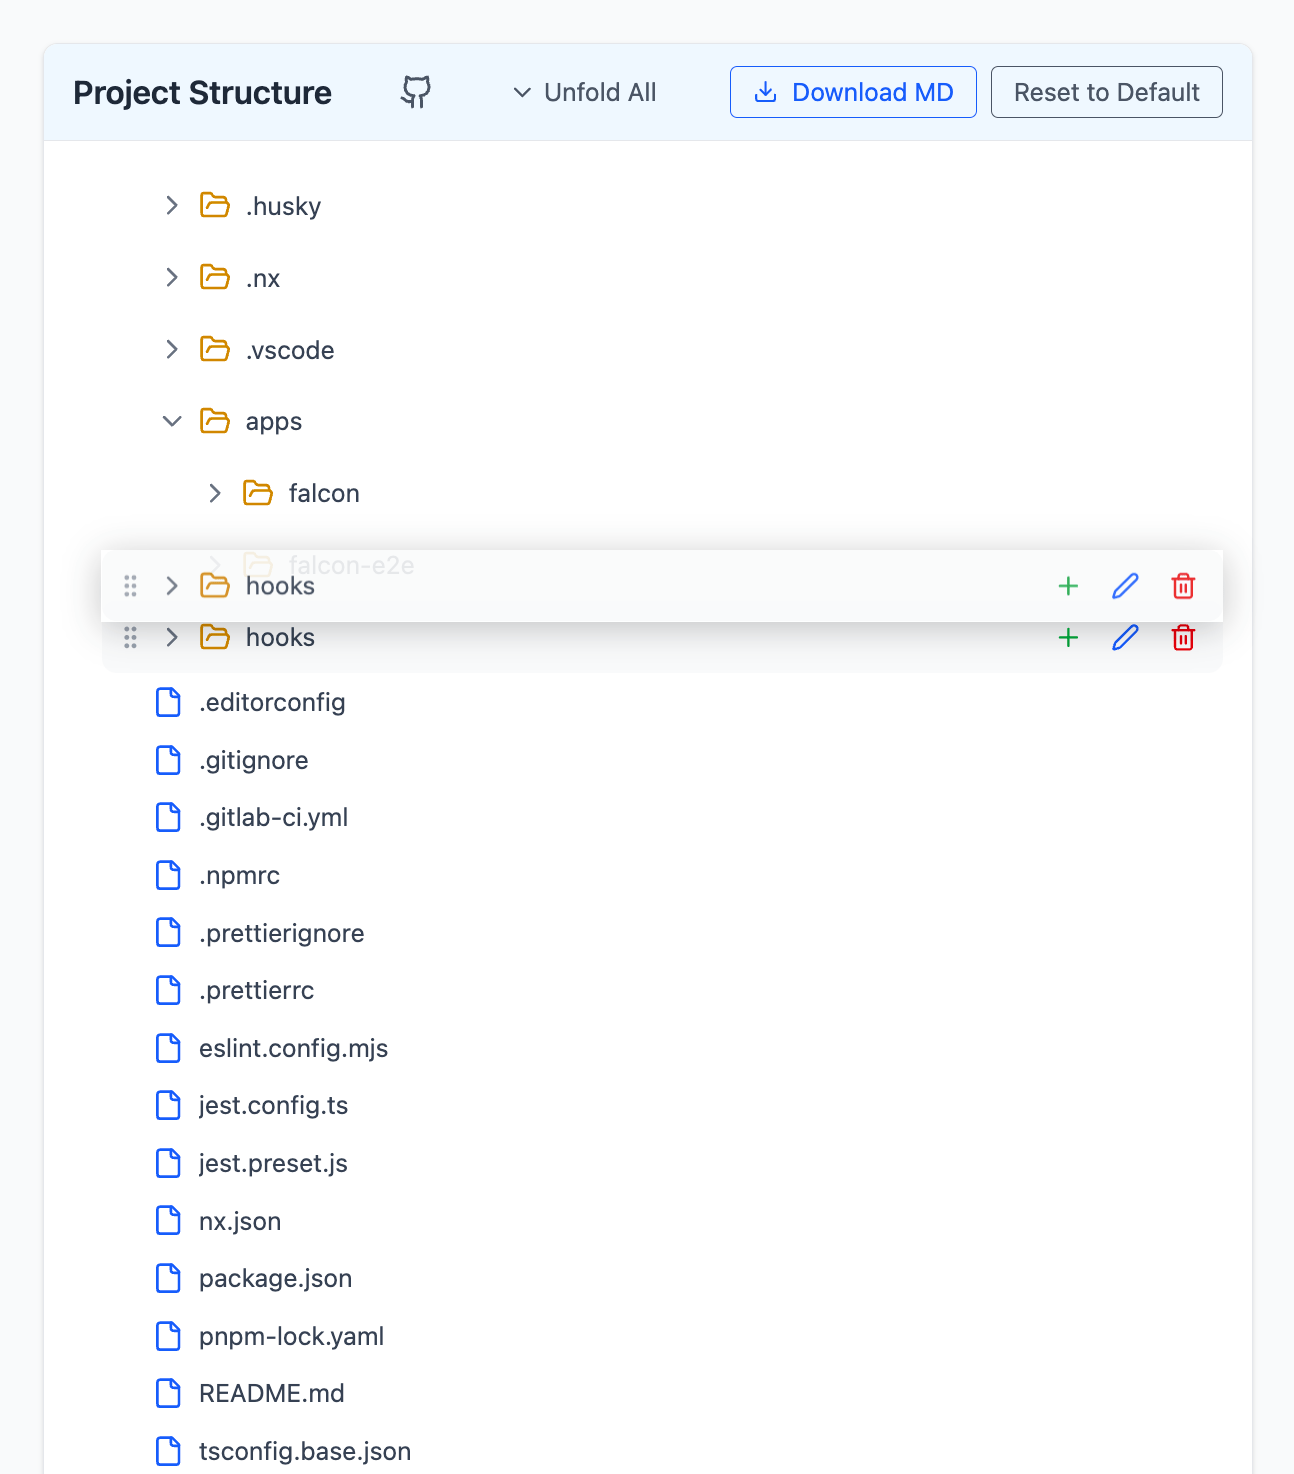 Project Structure Unfold All Download MD Reset to Default
.husky
.nx
.vscode
apps
falcon
falcon-e2e
hooks
hooks
.editorconfig
.gitignore
.gitlab-ci.yml
.npmrc
.prettierignore
.prettierrc
eslint.config.mjs
jest.config.ts
jest.preset.js
nx.json
package.json
pnpm-lock.yaml
README.md
tsconfig.base.json